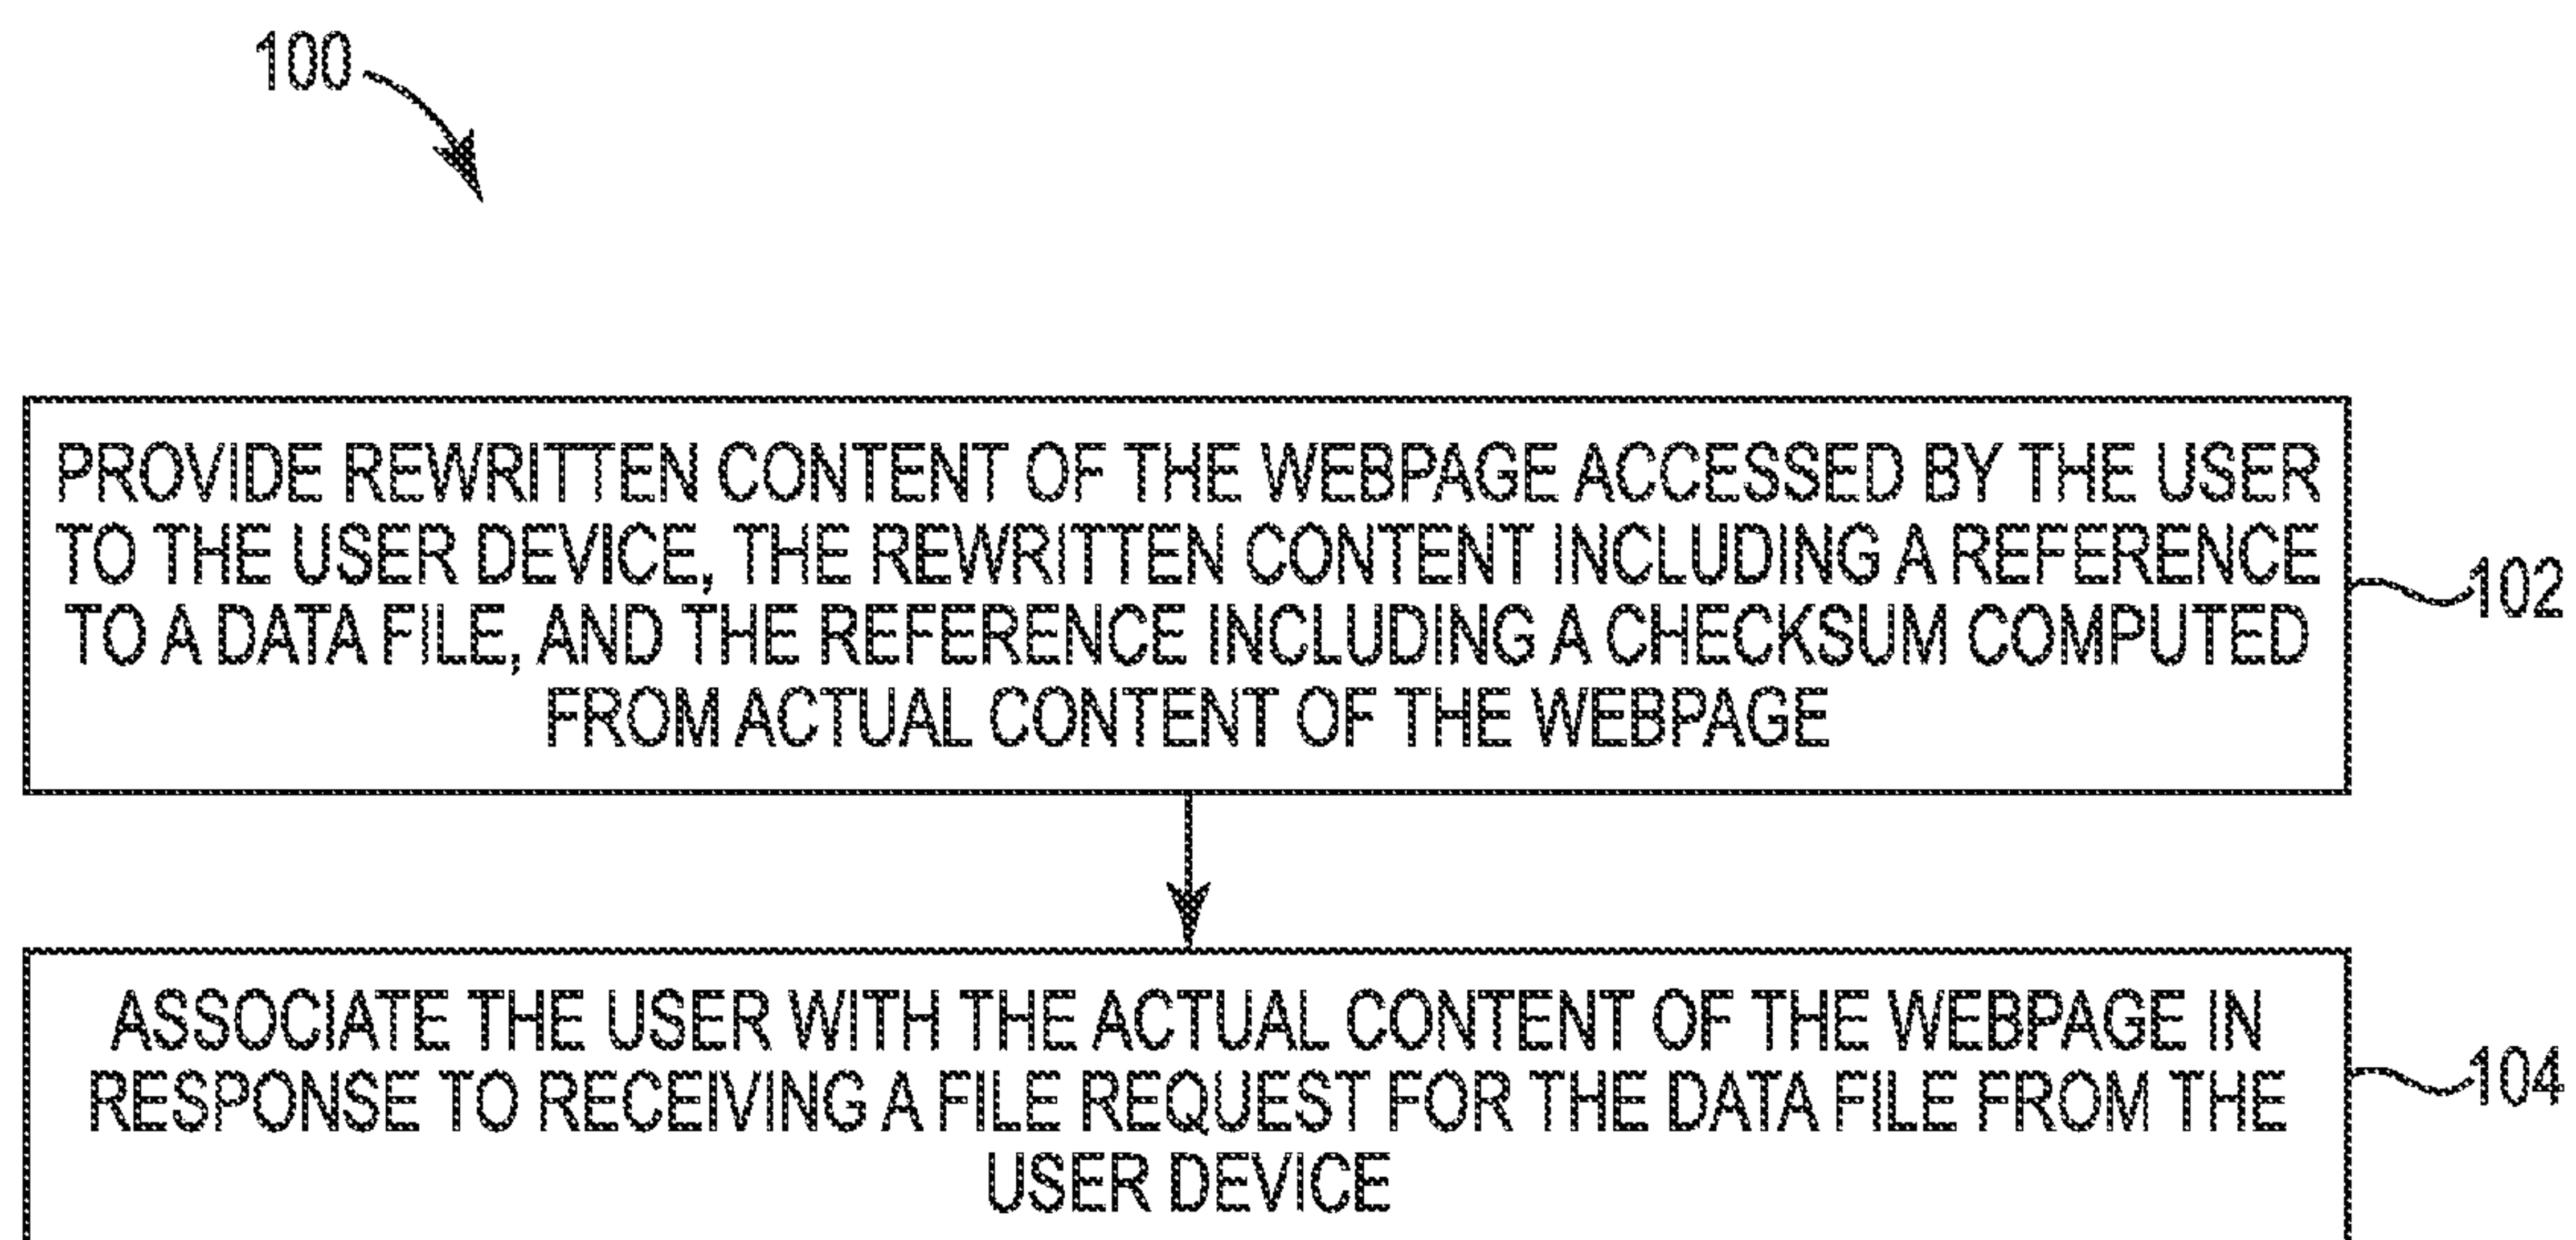 100
PROVIDE REWRITTEN CONTENT OF THE WEBPAGE ACCESSED BY THE USER
TO THE USER DEVICE, THE REWRITTEN CONTENT INCLUDING A REFERENCE
TO A DATA FILE, AND THE REFERENCE INCLUDING A CHECKSUM COMPUTED
FROM ACTUAL CONTENT OF THE WEBPAGE
102
ASSOCIATE THE USER WITH THE ACTUAL CONTENT OF THE WEBPAGE IN
RESPONSE TO RECEIVING A FILE REQUEST FOR THE DATA FILE FROM THE
USER DEVICE
104